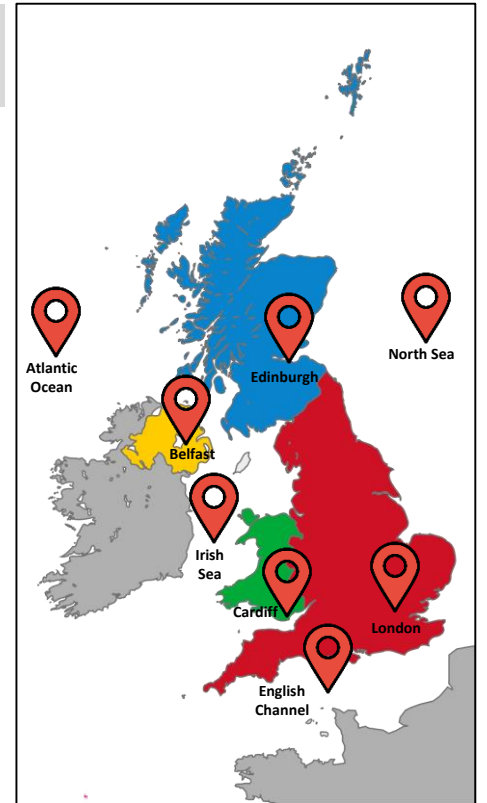 Atlantic
Ocean
North Sea
Edinburgh
Belfast
Irish
Sea
Cardiff
London
English
Channel